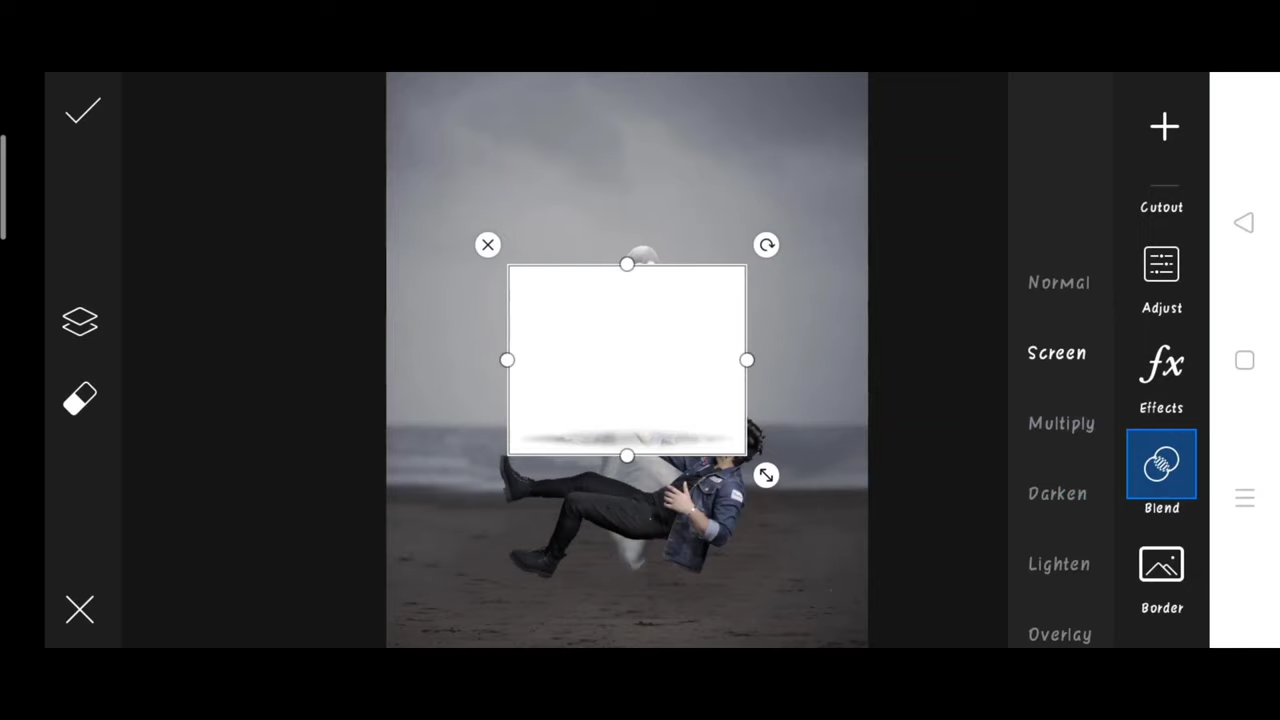 Cutout
Normal
Adjust
Screen
Effects
Multiply
Darken
Blend
Lighten
Border
Overlay